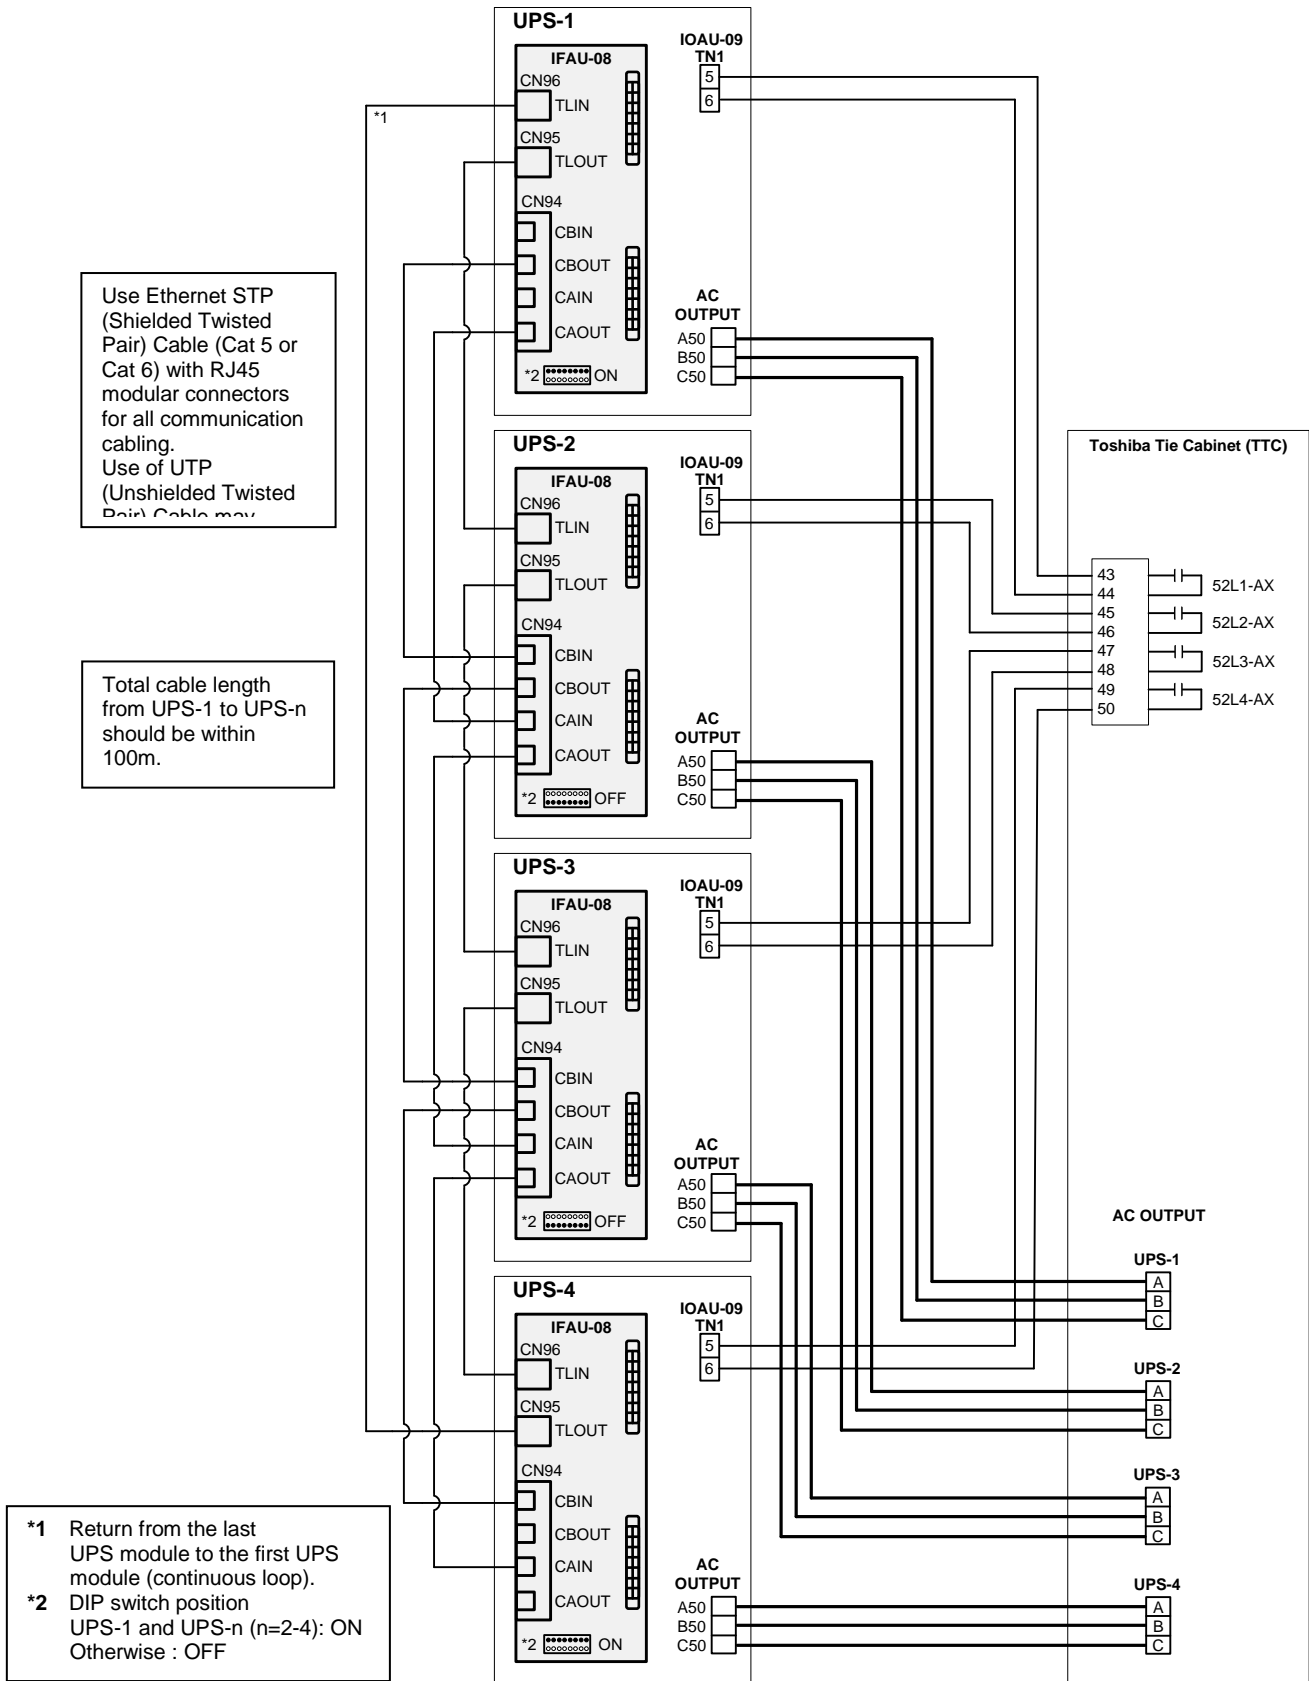 UPS-1
IFAU-08
CN96
TLIN
CN95
TLOUT
CN94
CBIN
CBOUT
CAIN
CAOUT
*2 ON
IOAU-09
TN1
5
6
AC
OUTPUT
A50
B50
C50
*1
Use Ethernet STP
(Shielded Twisted
Pair) Cable (Cat 5 or
Cat 6) with RJ45
modular connectors
for all communication
cabling.
Use of UTP
(Unshielded Twisted
Pair) Cable may
Total cable length
from UPS-1 to UPS-n
should be within
100m.
UPS-2
IFAU-08
CN96
TLIN
CN95
TLOUT
CN94
CBIN
CBOUT
CAIN
CAOUT
*2 OFF
IOAU-09
TN1
5
6
AC
OUTPUT
A50
B50
C50
UPS-3
IFAU-08
CN96
TLIN
CN95
TLOUT
CN94
CBIN
CBOUT
CAIN
CAOUT
*2 OFF
IOAU-09
TN1
5
6
AC
OUTPUT
A50
B50
C50
UPS-4
IFAU-08
CN96
TLIN
CN95
TLOUT
CN94
CBIN
CBOUT
CAIN
CAOUT
*2 ON
IOAU-09
TN1
5
6
AC
OUTPUT
A50
B50
C50
Toshiba Tie Cabinet (TTC)
43
44
45
46
47
48
49
50
52L1-AX
52L2-AX
52L3-AX
52L4-AX
AC OUTPUT
UPS-1
A
B
C
UPS-2
A
B
C
UPS-3
A
B
C
UPS-4
A
B
C
*1 Return from the last
UPS module to the first UPS
module (continuous loop).
*2 DIP switch position
UPS-1 and UPS-n (n=2-4): ON
Otherwise : OFF